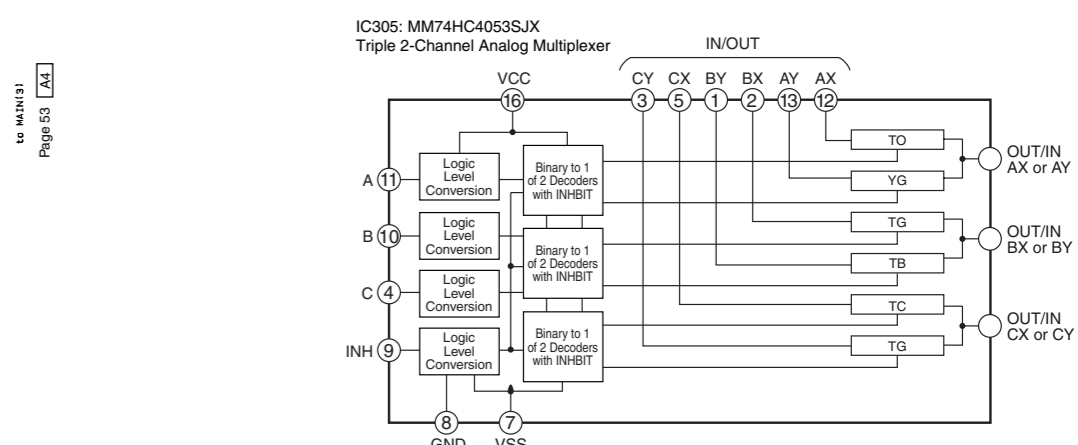 IC305: MM74HC4053SJX
Triple 2-Channel Analog Multiplexer
to MAIN(3)
Page 53 A4
IN/OUT
VCC
CY CX BY BX AY AX
16
3 5 1 2 13 12
TO
OUT/IN
AX or AY
YG
A 11
Logic
Level
Conversion
Binary to 1
of 2 Decoders
with INHBIT
B 10
Logic
Level
Conversion
TG
OUT/IN
BX or BY
TB
Binary to 1
of 2 Decoders
with INHBIT
C 4
Logic
Level
Conversion
TC
OUT/IN
CX or CY
TG
Binary to 1
of 2 Decoders
with INHBIT
INH 9
Logic
Level
Conversion
8 7
GND VSS